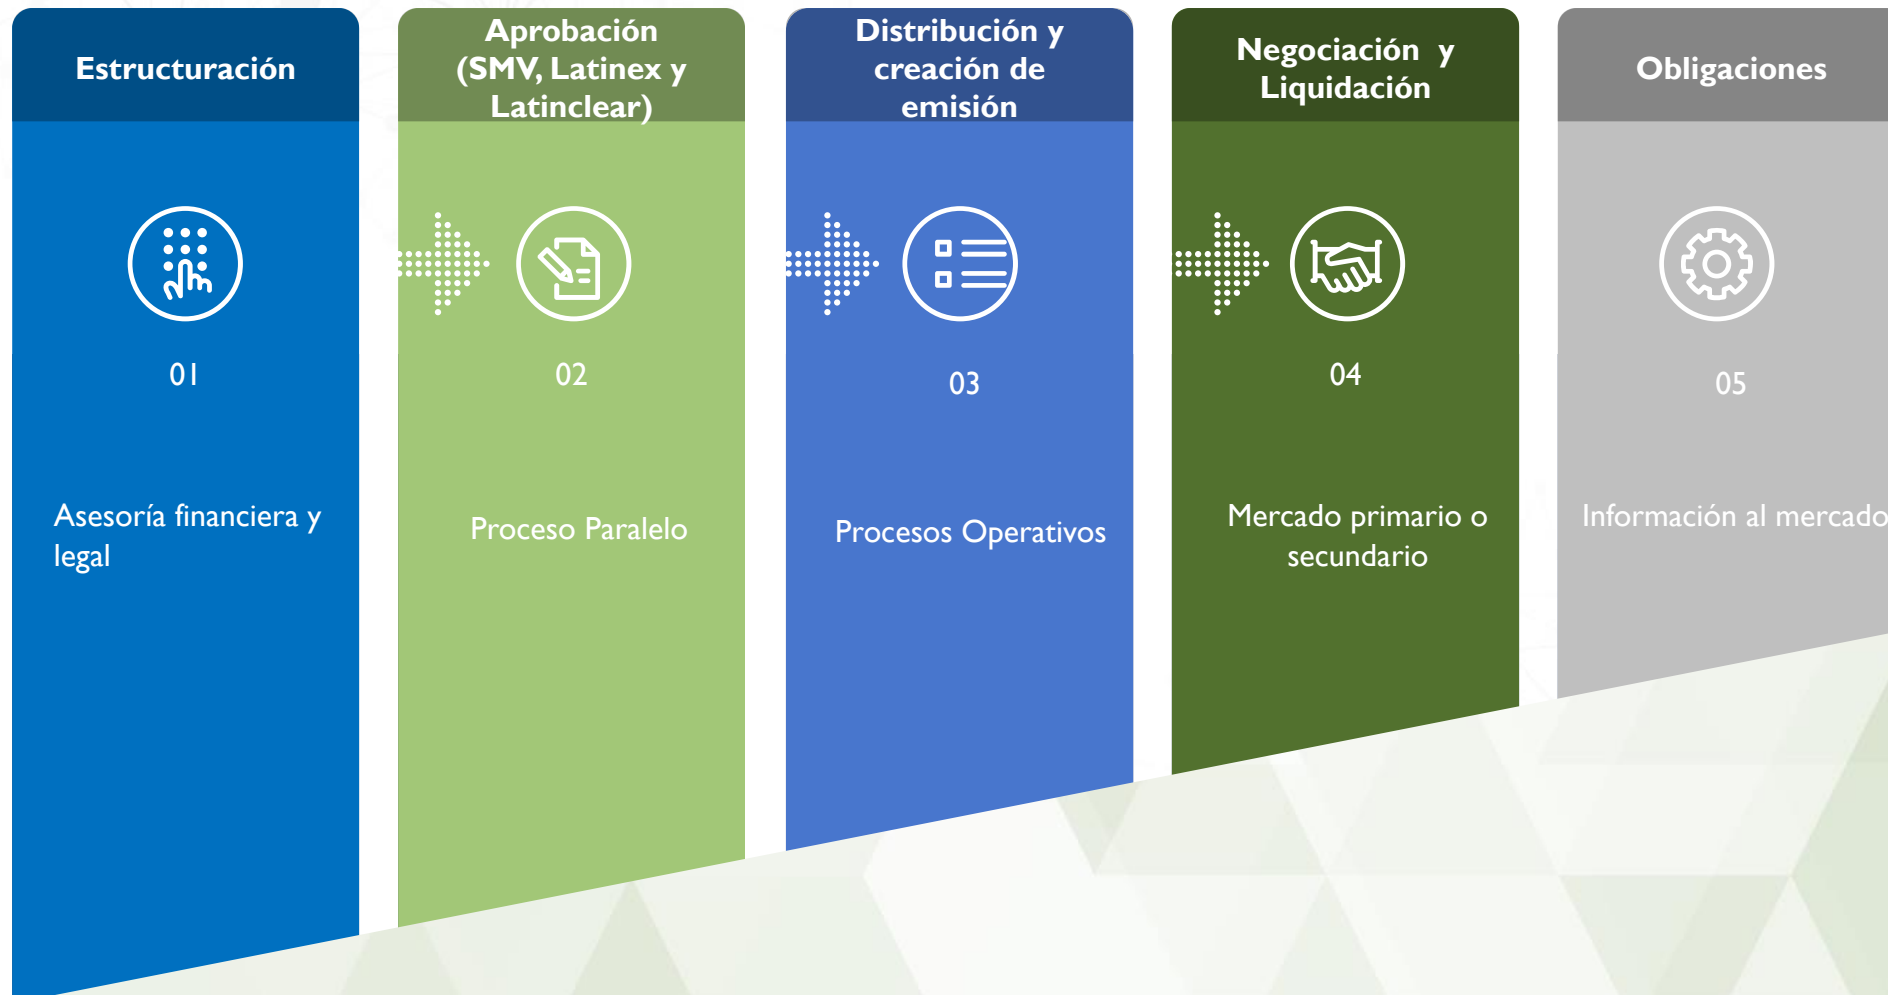 Estructuración
01
Asesoría financiera y
legal
Aprobación
(SMV, Latinex y
Latinclear)
02
Proceso Paralelo
Distribución y
creación de
emisión
03
Procesos Operativos
Negociación y
Liquidación
04
Mercado primario o
secundario
Obligaciones
05
Información al mercado